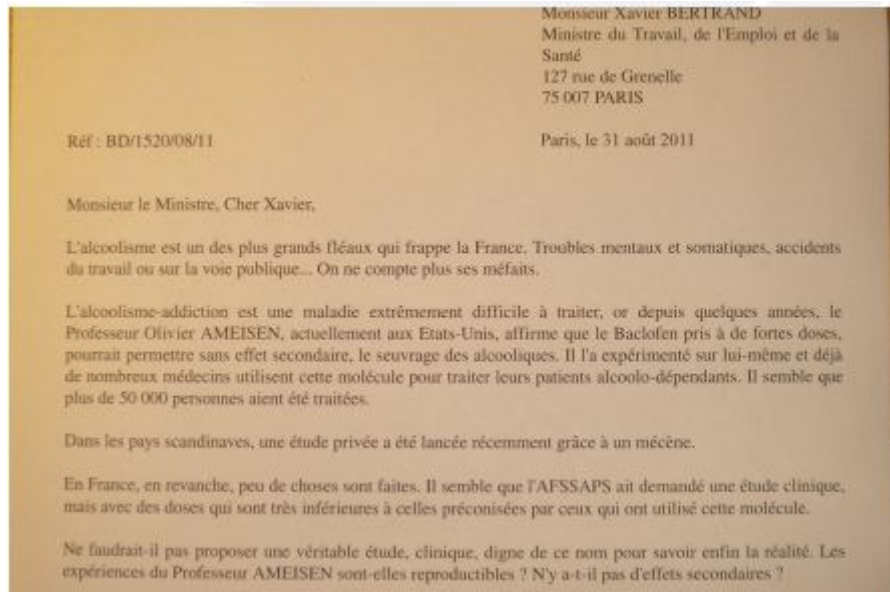 Monsieur Xavier BERTRAND
Ministre du Travail, de l'Emploi et de la
Santé
127 rue de Grenelle
75 007 PARIS
Réf : BD/1520/08/11
Paris, le 31 août 2011
Monsieur le Ministre, Cher Xavier,
L'alcoolisme est un des plus grands fléaux qui frappe la France. Troubles mentaux et somatiques, accidents
du travail ou sur la voie publique... On ne compte plus ses méfaits.
L'alcoolisme-addiction est une maladie extrêmement difficile à traiter, or depuis quelques années, le
Professeur Olivier AMEISEN, actuellement aux Etats-Unis, affirme que le Baclofen pris à de fortes doses,
pourrait permettre sans effet secondaire, le seuvrage des alcooliques. Il l'a expérimenté sur lui-même et déjà
de nombreux médecins utilisent cette molécule pour traiter leurs patients alcoolo-dépendants. Il semble que
plus de 50 000 personnes aient été traitées.
Dans les pays scandinaves, une étude privée a été lancée récemment grâce à un mécène.
En France, en revanche, peu de choses sont faites. Il semble que l'AFSSAPS ait demandé une étude clinique,
mais avec des doses qui sont très inférieures à celles préconisées par ceux qui ont utilisé cette molécule.
Ne faudrait-il pas proposer une véritable étude, clinique, digne de ce nom pour savoir enfin la réalité. Les
expériences du Professeur AMEISEN sont-elles reproductibles ? N'y a-t-il pas d'effets secondaires ?